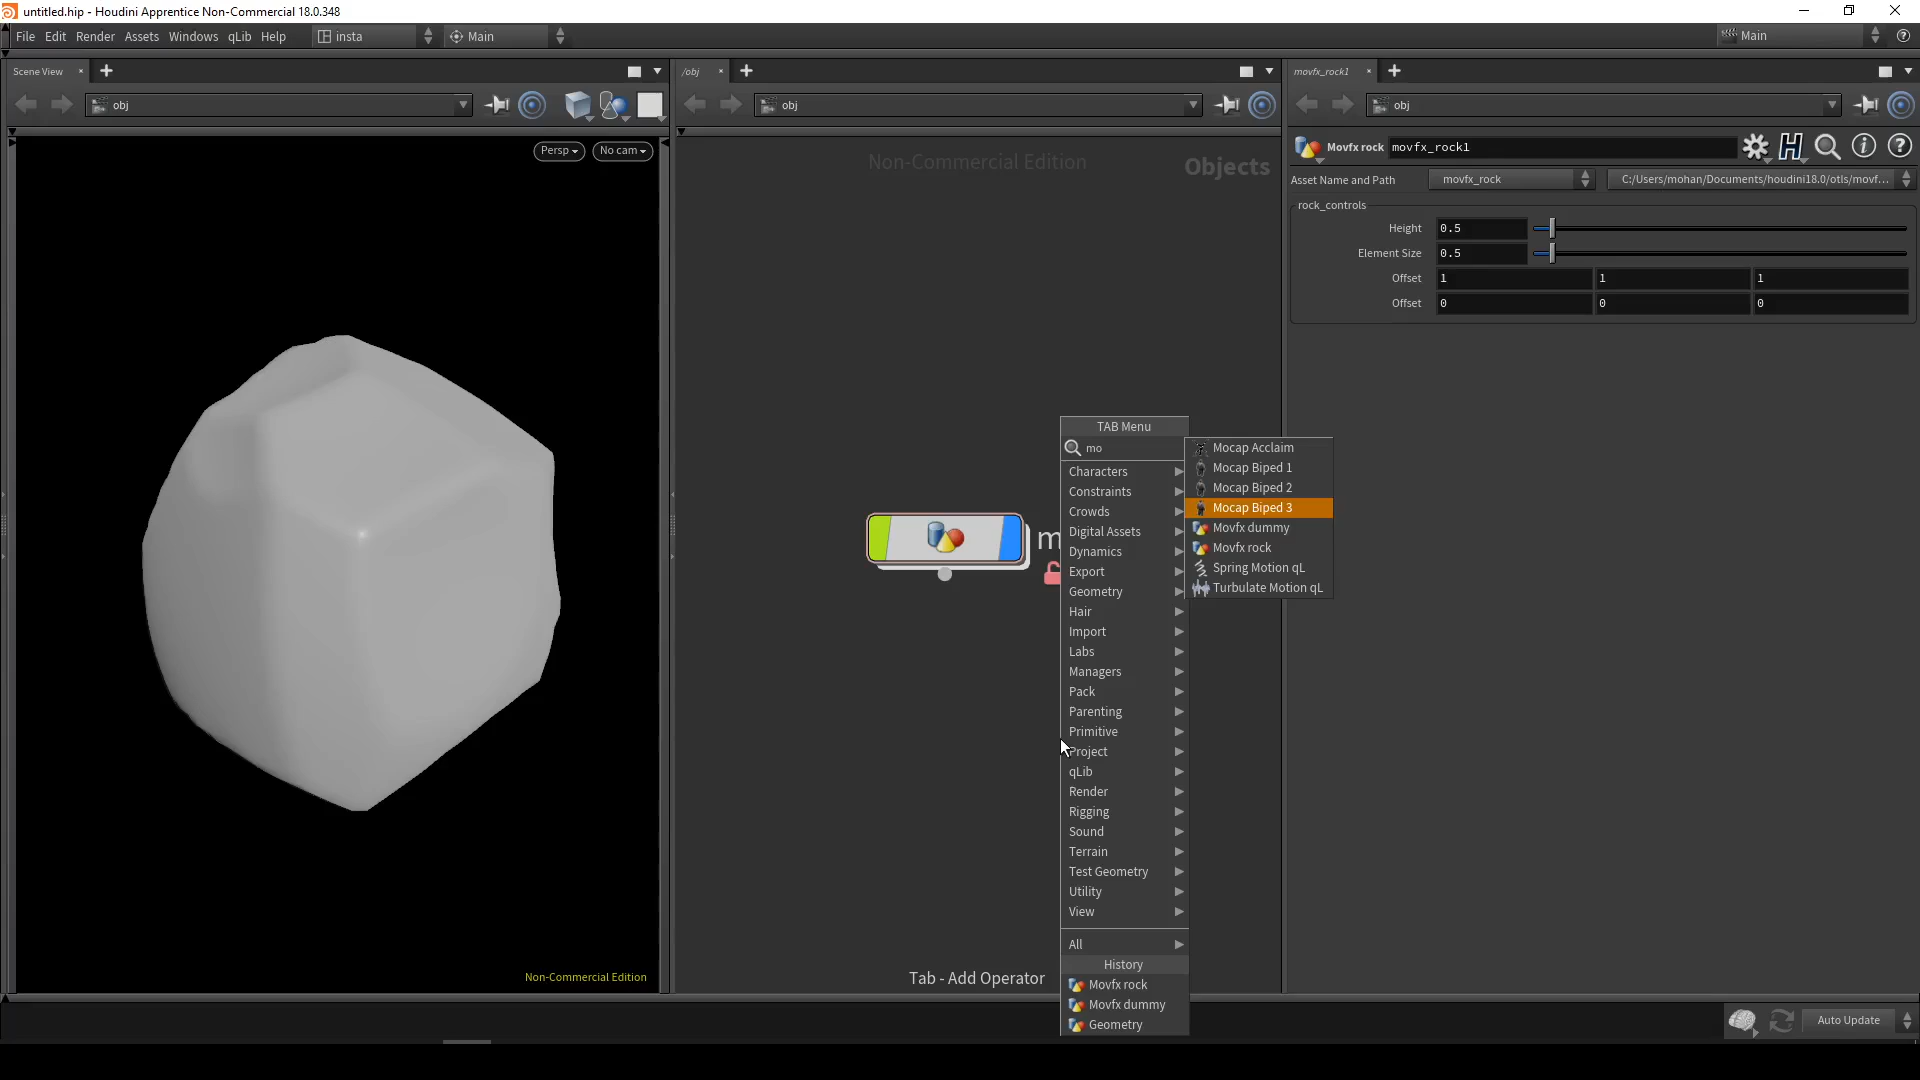 untitled.hip - Houdini Apprentice Non-Commercial 18.0.348
File Edit Render Assets Windows qLib Help insta Main Main
Scene View × +
obj
Persp No cam
Non-Commercial Edition
/obj × +
obj
Non-Commercial Edition Objects
m
Tab - Add Operator
TAB Menu
mo
Characters
Constraints
Crowds
Digital Assets
Dynamics
Export
Geometry
Hair
Import
Labs
Managers
Pack
Parenting
Primitive
Project
qLib
Render
Rigging
Sound
Terrain
Test Geometry
Utility
View
All
History
Movfx rock
Movfx dummy
Geometry
Mocap Acclaim
Mocap Biped 1
Mocap Biped 2
Mocap Biped 3
Movfx dummy
Movfx rock
Spring Motion qL
Turbulate Motion qL
movfx_rock1 × +
obj
Movfx rock movfx_rock1
Asset Name and Path movfx_rock C:/Users/mohan/Documents/houdini18.0/otls/movf...
rock_controls
Height 0.5
Element Size 0.5
Offset 1 1 1
Offset 0 0 0
Auto Update